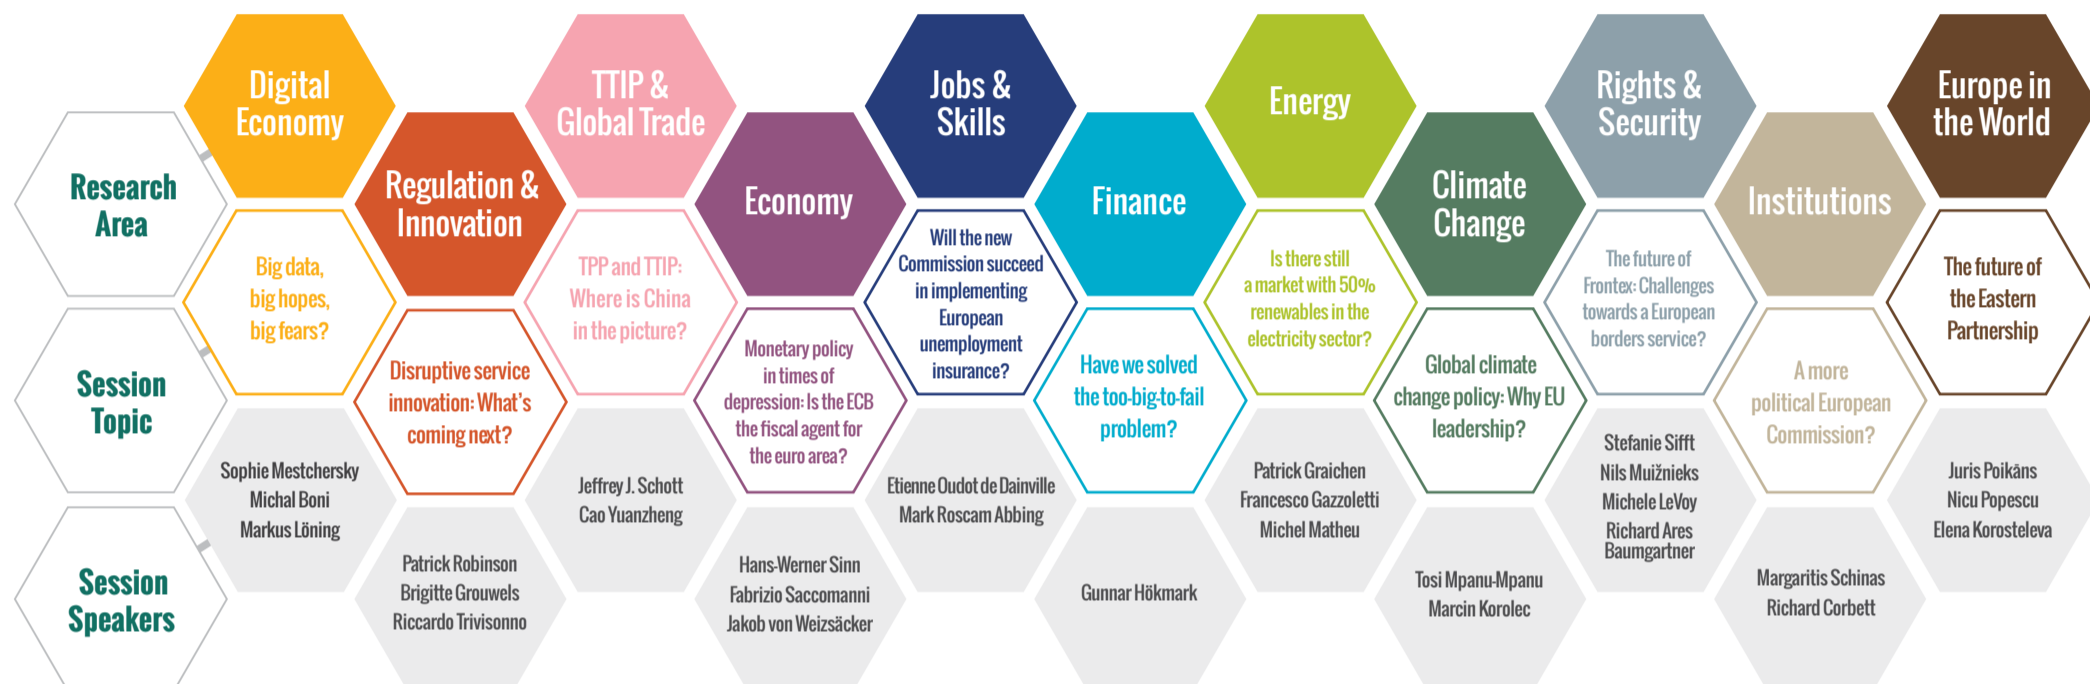 Research
Area
Session
Topic
Session
Speakers
Digital
Economy
Big data,
big hopes,
big fears?
Sophie Mestchersky
Michal Boni
Markus Löning
Regulation &
Innovation
Disruptive service
innovation: What's
coming next?
Patrick Robinson
Brigitte Grouwels
Riccardo Trivisonno
TTIP &
Global Trade
TPP and TTIP:
Where is China
in the picture?
Jeffrey J. Schott
Cao Yuanzheng
Economy
Monetary policy
in times of
depression: Is the ECB
the fiscal agent for
the euro area?
Hans-Werner Sinn
Fabrizio Saccomanni
Jakob von Weizsäcker
Jobs &
Skills
Will the new
Commission succeed
in implementing
European
unemployment
insurance?
Etienne Oudot de Dainville
Mark Roscam Abbing
Finance
Have we solved
the too-big-to-fail
problem?
Gunnar Hökmark
Energy
Is there still
a market with 50%
renewables in the
electricity sector?
Patrick Graichen
Francesco Gazzoletti
Michel Matheu
Climate
Change
Global climate
change policy: Why EU
leadership?
Tosi Mpanu-Mpanu
Marcin Korolec
Rights &
Security
The future of
Frontex: Challenges
towards a European
borders service?
Stefanie Sifft
Nils Muižnieks
Michele LeVoy
Richard Ares
Baumgartner
Institutions
A more
political European
Commission?
Margaritis Schinas
Richard Corbett
Europe in
the World
The future of
the Eastern
Partnership
Juris Poikāns
Nicu Popescu
Elena Korosteleva